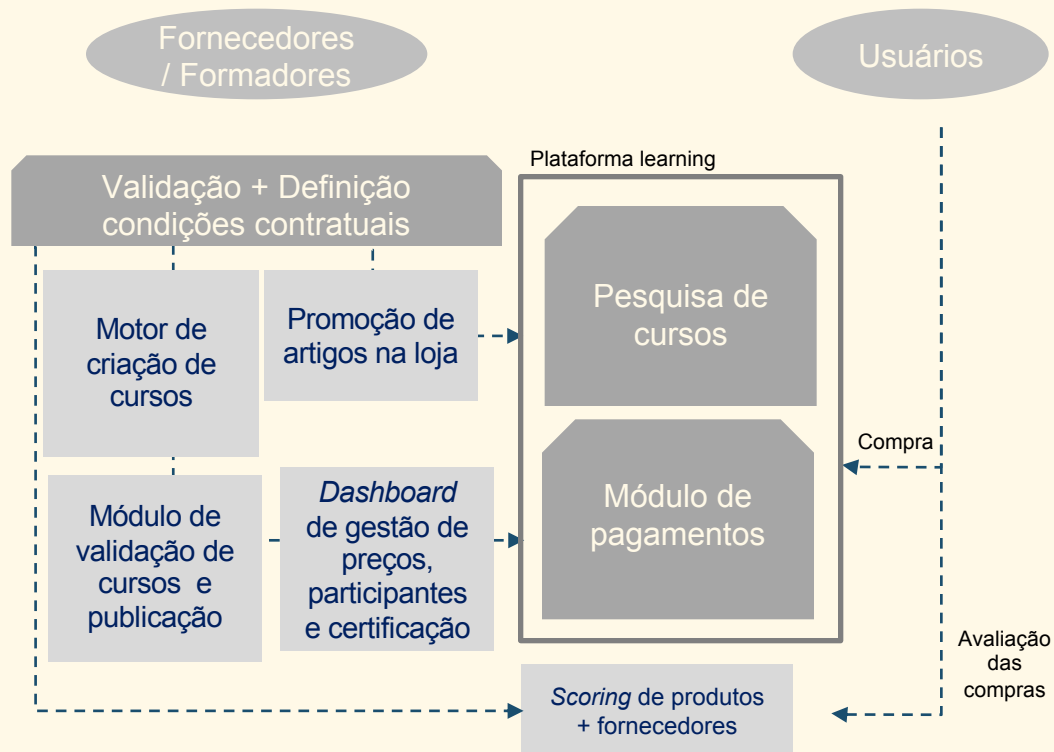 Fornecedores
/ Formadores
Usuários
Validação + Definição
condições contratuais
Plataforma learning
Motor de
criação de
cursos
Promoção de
artigos na loja
Pesquisa de
cursos
Compra
Módulo de
validação de
cursos e
publicação
Dashboard
de gestão de
preços,
participantes
e certificação
Módulo de
pagamentos
Avaliação
das
compras
Scoring de produtos
+ fornecedores